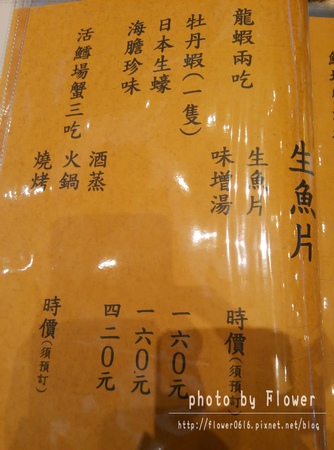 生魚片
龍蝦兩吃 生魚片 味增湯 時價(須預訂)
牡丹蝦(一隻) 一六0元
日本生蠔 一六0元
海膽珍味 四二0元
活鱈場蟹三吃 酒蒸 火鍋 燒烤 時價(須預訂)
photo by Flower
http://flower0616.pixnet.net/blog